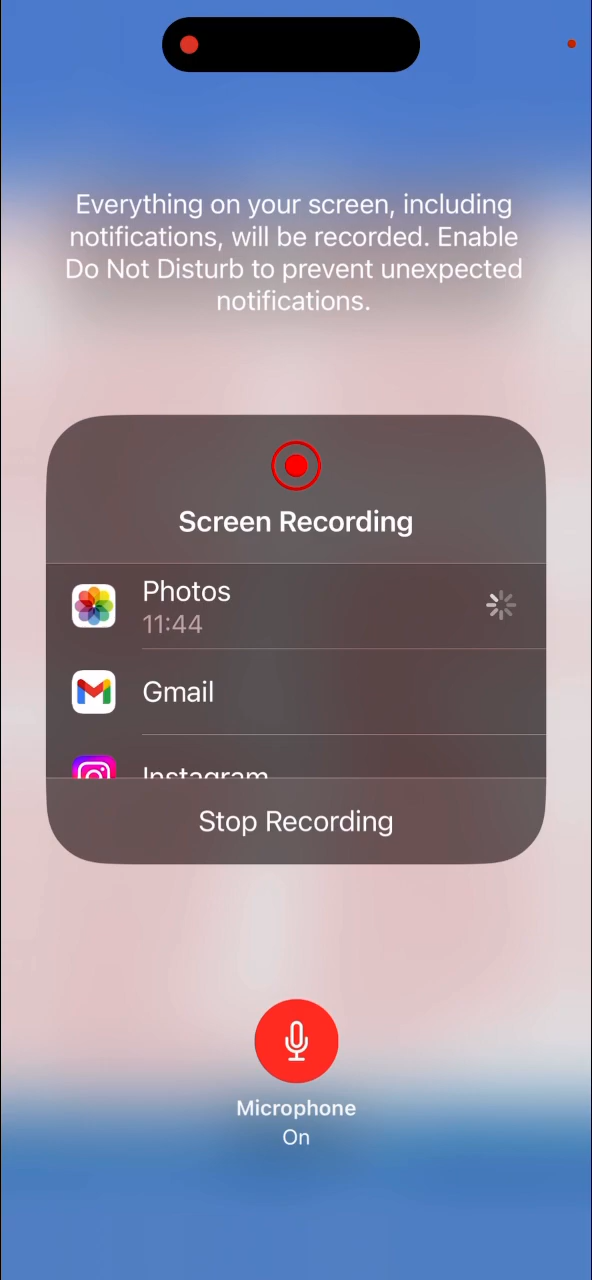 Everything on your screen, including
notifications, will be recorded. Enable
Do Not Disturb to prevent unexpected
notifications.
Screen Recording
Photos
11:44
Gmail
Instagram
Stop Recording
Microphone
On